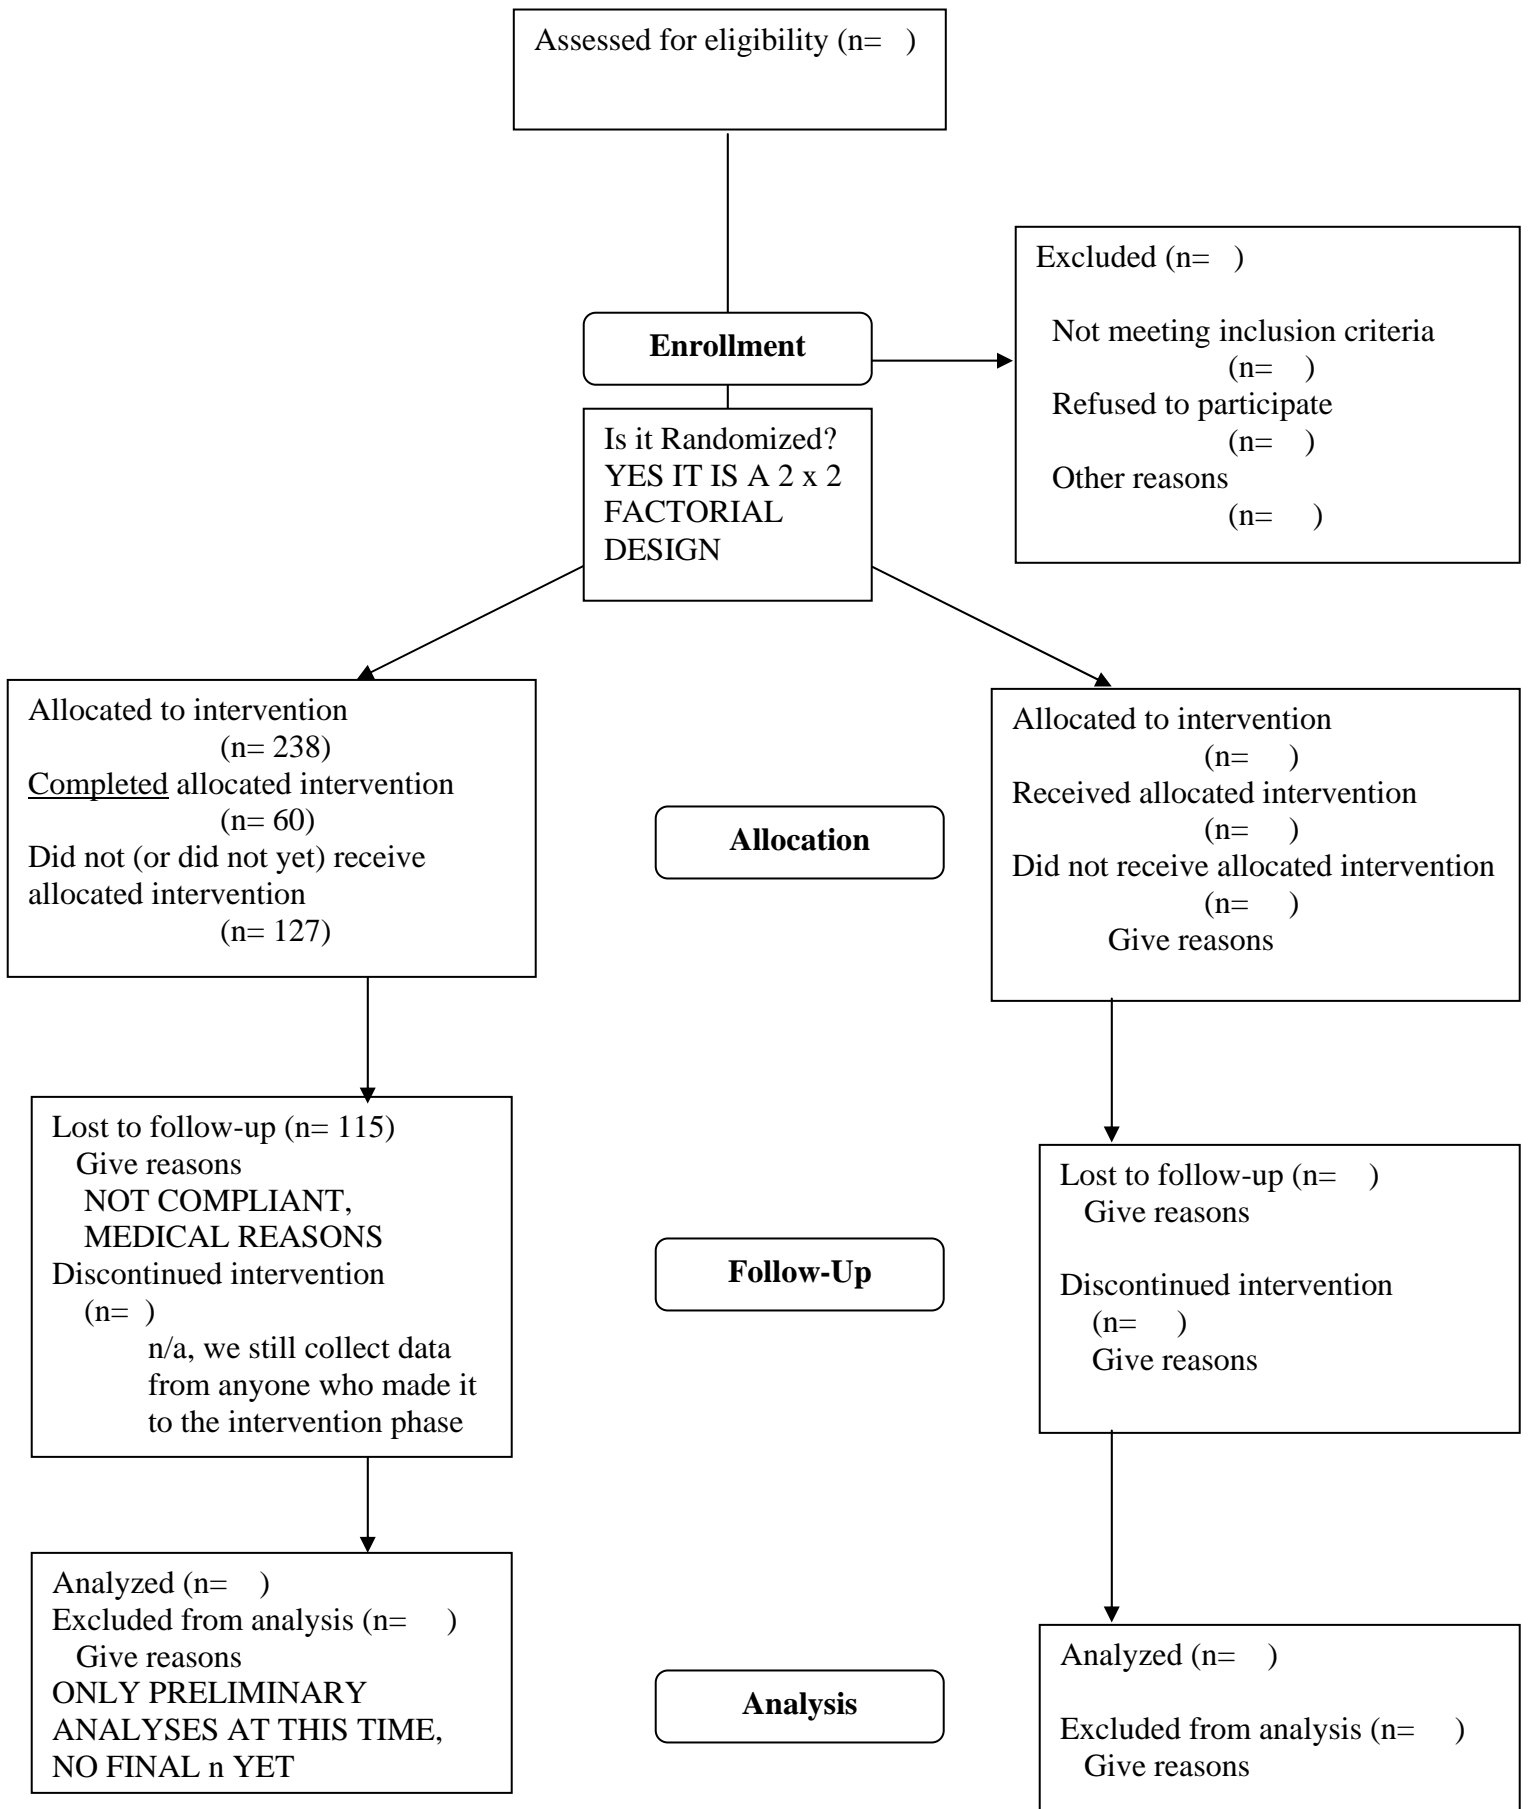 Assessed for eligibility (n=   )
Excluded (n=   )
Not meeting inclusion criteria
(n=    )
Refused to participate
(n=    )
Other reasons
(n=     )
Enrollment
Is it Randomized?
YES IT IS A 2 x 2
FACTORIAL
DESIGN
Allocated to intervention
(n= 238)
Completed allocated intervention
(n= 60)
Did not (or did not yet) receive
allocated intervention
(n= 127)
Allocation
Allocated to intervention
(n=    )
Received allocated intervention
(n=    )
Did not receive allocated intervention
(n=    )
Give reasons
Lost to follow-up (n= 115)
Give reasons
NOT COMPLIANT,
MEDICAL REASONS
Discontinued intervention
(n=  )
n/a, we still collect data
from anyone who made it
to the intervention phase
Follow-Up
Lost to follow-up (n=    )
Give reasons
Discontinued intervention
(n=    )
Give reasons
Analyzed (n=    )
Excluded from analysis (n=    )
Give reasons
ONLY PRELIMINARY
ANALYSES AT THIS TIME,
NO FINAL n YET
Analysis
Analyzed (n=    )
Excluded from analysis (n=    )
Give reasons